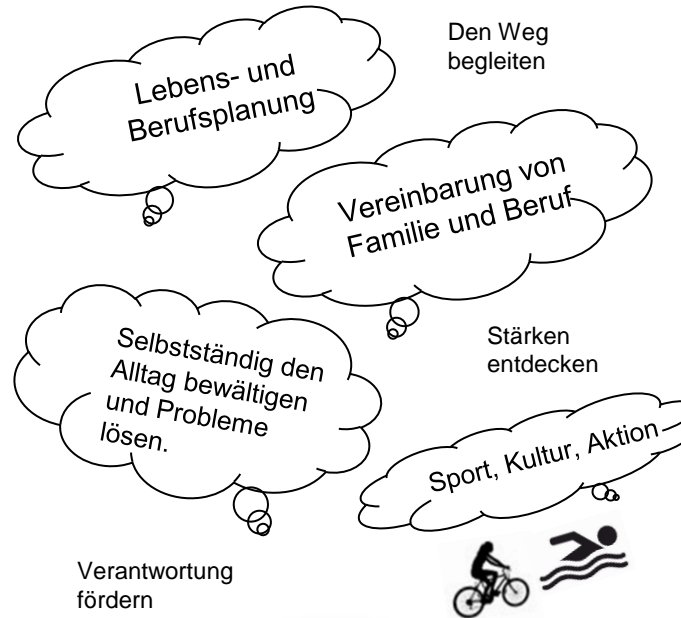 Den Weg
begleiten
Lebens- und
Berufsplanung
Vereinbarung von
Familie und Beruf
Selbstständig den
Alltag bewältigen
und Probleme
lösen.
Stärken
entdecken
Sport, Kultur, Aktion
Verantwortung
fördern